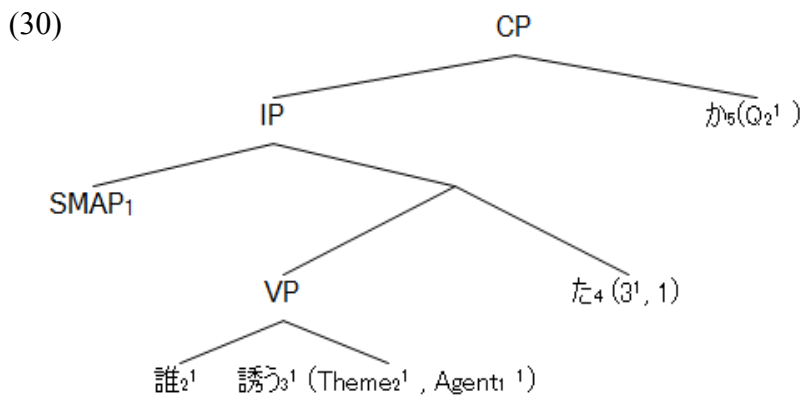 (30)
CP
IP
か₅(Q₂¹ )
SMAP₁
VP
た₄ (3¹, 1)
誰₂¹ 誘う₃¹ (Theme₂¹ , Agent₁ ¹)